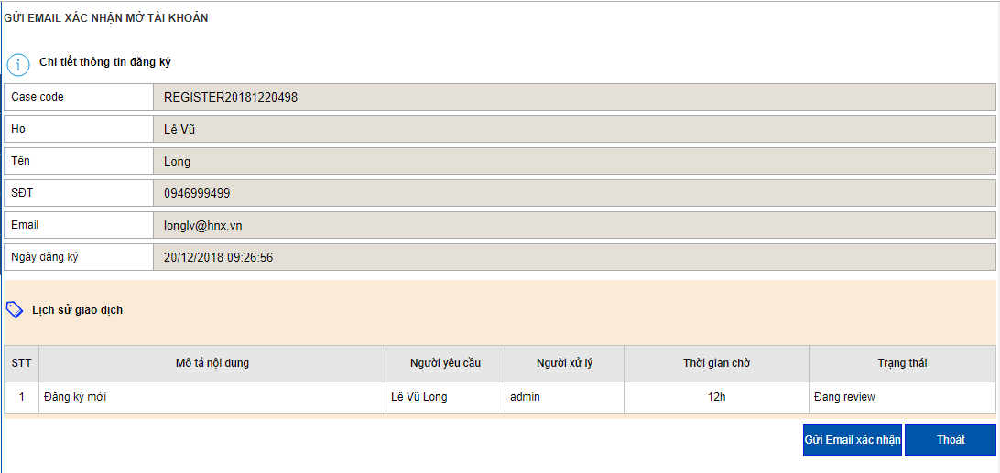 GỬI EMAIL XÁC NHẬN MỞ TÀI KHOẢN
Chi tiết thông tin đăng ký
Case code REGISTER20181220498
Họ Lê Vũ
Tên Long
SĐT 0946999499
Email longlv@hnx.vn
Ngày đăng ký 20/12/2018 09:26:56
Lịch sử giao dịch
STT Mô tả nội dung Người yêu cầu Người xử lý Thời gian chờ Trạng thái
1 Đăng ký mới Lê Vũ Long admin 12h Đang review
Gửi Email xác nhận Thoát